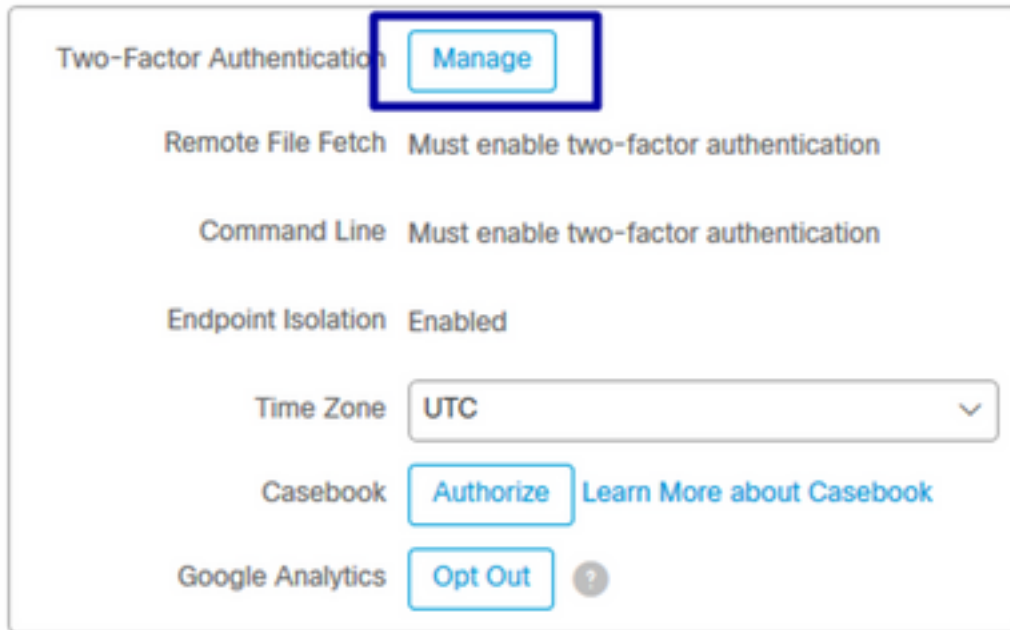 Two-Factor Authentication Manage
Remote File Fetch Must enable two-factor authentication
Command Line Must enable two-factor authentication
Endpoint Isolation Enabled
Time Zone UTC
Casebook Authorize Learn More about Casebook
Google Analytics Opt Out ?